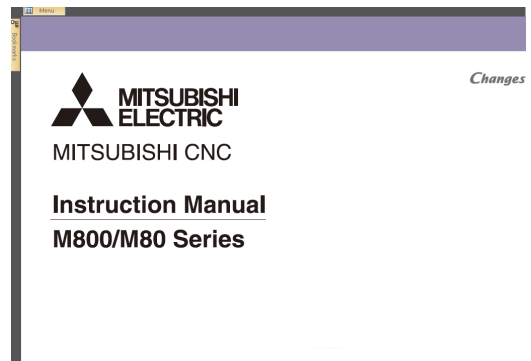 Menu
Bookmarks
Changes
MITSUBISHI
ELECTRIC
MITSUBISHI CNC
Instruction Manual
M800/M80 Series